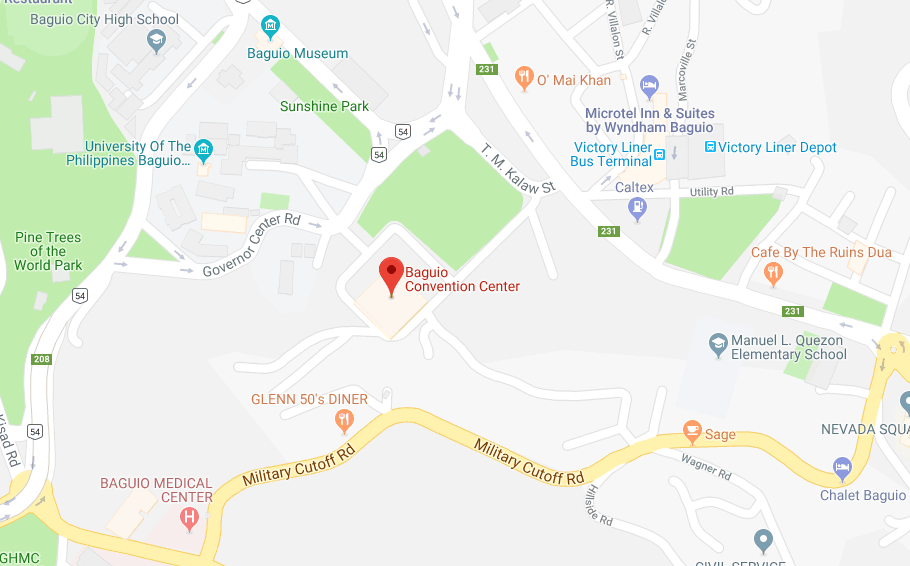 Restaurant
Baguio City High School
Baguio Museum
R. Villalon St
R. Villalon
Marcoville St
231
O' Mai Khan
Sunshine Park
Microtel Inn & Suites
by Wyndham Baguio
54
54
University Of The
Philippines Baguio...
T. M. Kalaw St
Victory Liner
Bus Terminal
Victory Liner Depot
Caltex
Utility Rd
Governor Center Rd
231
Pine Trees
of the
World Park
Cafe By The Ruins Dua
Baguio
Convention Center
54
231
208
Manuel L. Quezon
Elementary School
GLENN 50's DINER
Kisad Rd
54
Military Cutoff Rd
Military Cutoff Rd
Sage
NEVADA SQUA
Wagner Rd
BAGUIO MEDICAL
CENTER
H
Hillside Rd
Chalet Baguio
GHMC
CIVIL SERVICE